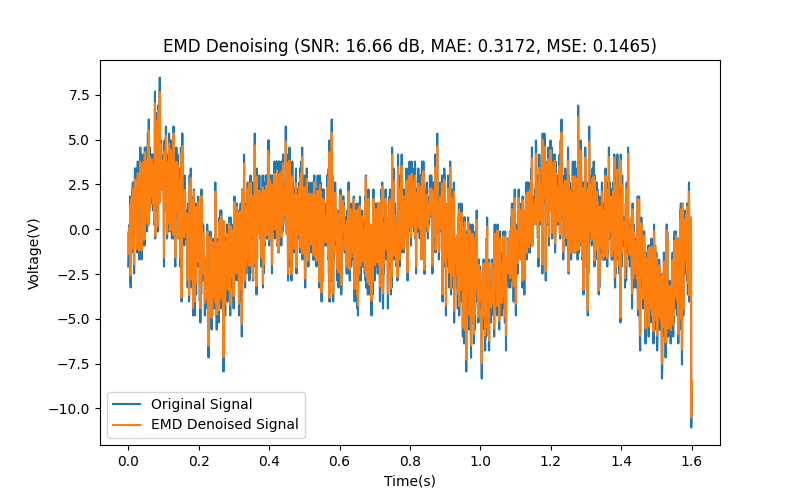 EMD Denoising (SNR: 16.66 dB, MAE: 0.3172, MSE: 0.1465)
7.5
5.0
2.5
0.0
−2.5
−5.0
−7.5
−10.0
Voltage(V)
Original Signal
EMD Denoised Signal
0.0 0.2 0.4 0.6 0.8 1.0 1.2 1.4 1.6
Time(s)